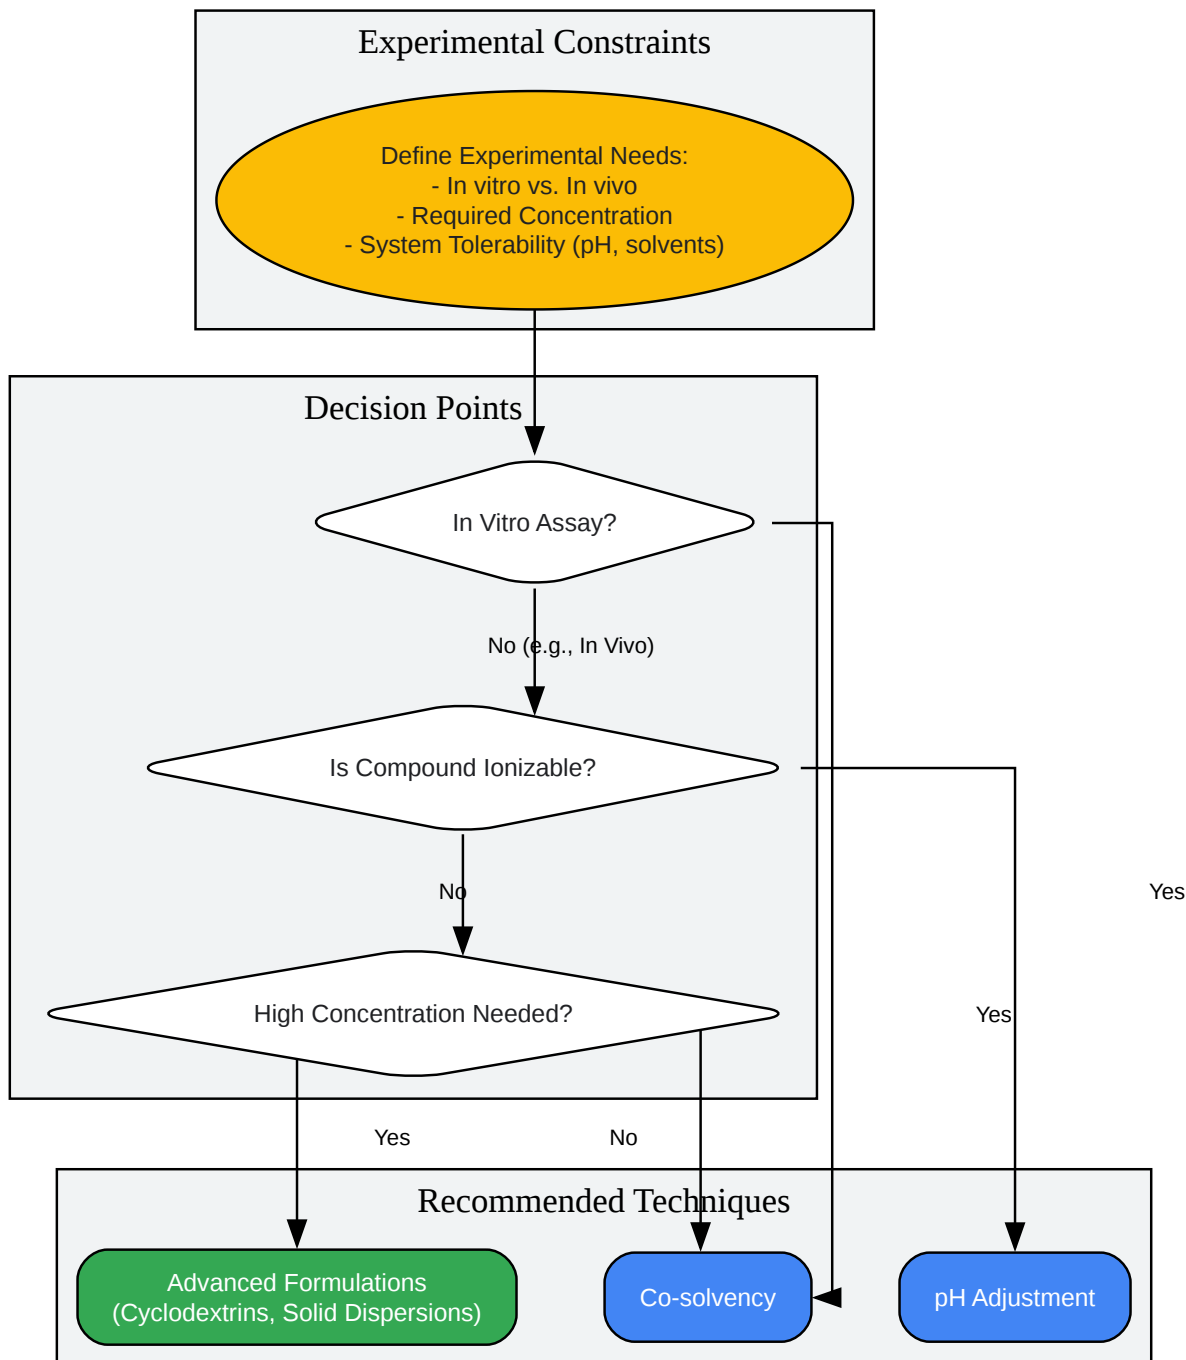 Experimental Constraints
Define Experimental Needs:
- In vitro vs. In vivo
- Required Concentration
- System Tolerability (pH, solvents)
Decision Points
In Vitro Assay?
No (e.g., In Vivo)
Is Compound Ionizable?
No
Yes
High Concentration Needed?
Yes
Yes
No
Recommended Techniques
Advanced Formulations
(Cyclodextrins, Solid Dispersions)
Co-solvency
pH Adjustment